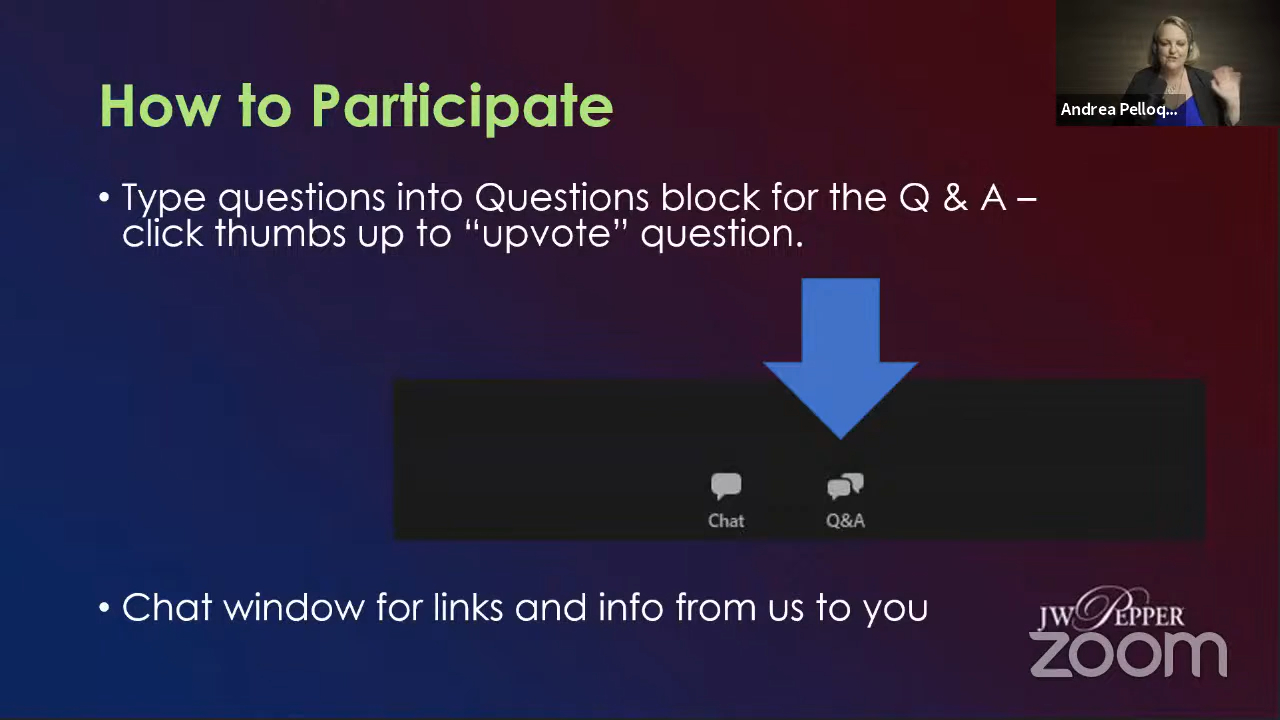 How to Participate
Andrea Pelloq...
• Type questions into Questions block for the Q & A –
click thumbs up to “upvote” question.
Chat
Q&A
• Chat window for links and info from us to you
JW PEPPER
zoom